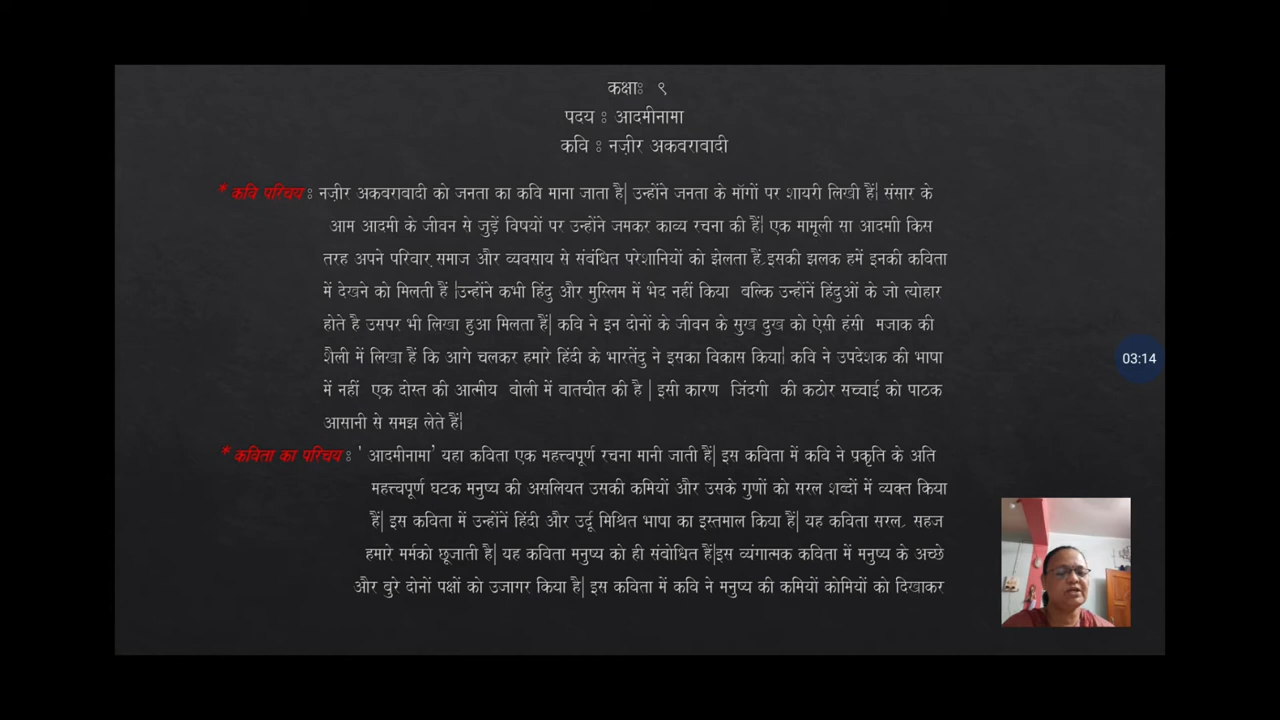 कक्षाः ९
पदय : आदमीनामा
कवि : नज़ीर अकवरावादी
* कवि परिचय : नज़ीर अकवरावादी को जनता का कवि माना जाता है| उन्होंने जनता के मॉगों पर शायरी लिखी हैं| संसार के
आम आदमी के जीवन से जुड़ें विषयों पर उन्होंने जमकर काव्य रचना की हैं| एक मामूली सा आदमाी किस
तरह अपने परिवार, समाज और व्यवसाय से संबंधित परेशानियों को झेलता हैं, इसकी झलक हमें इनकी कविता
में देखने को मिलती हैं |उन्होंने कभी हिंदु और मुस्लिम में भेद नहीं किया वल्कि उन्होंनें हिंदुओं के जो त्योहार
होते है उसपर भी लिखा हुआ मिलता हैं| कवि ने इन दोनों के जीवन के सुख दुख को ऐसी हंसी मजाक की
शैली में लिखा हैं कि आगे चलकर हमारे हिंदी के भारतेंदु ने इसका विकास किया| कवि ने उपदेशक की भाषा
में नहीं एक दोस्त की आत्मीय वोली में वातचीत की है | इसी कारण जिंदगी की कठोर सच्चाई को पाठक
आसानी से समझ लेते हैं|
* कविता का परिचय : ' आदमीनामा' यहा कविता एक महत्त्वपूर्ण रचना मानी जाती हैं| इस कविता में कवि ने प्रकृति के अति
महत्त्वपूर्ण घटक मनुष्य की असलियत उसकी कमियों और उसके गुणों को सरल शब्दों में व्यक्त किया
हैं| इस कविता में उन्होंनें हिंदी और उर्दू मिश्रित भाषा का इस्तमाल किया हैं| यह कविता सरल, सहज
हमारे मर्मको छूजाती है| यह कविता मनुष्य को ही संवोधित हैं|इस व्यंगात्मक कविता में मनुष्य के अच्छे
और वुरे दोनों पक्षों को उजागर किया है| इस कविता में कवि ने मनुष्य की कमियों कोमियों को दिखाकर
03:14